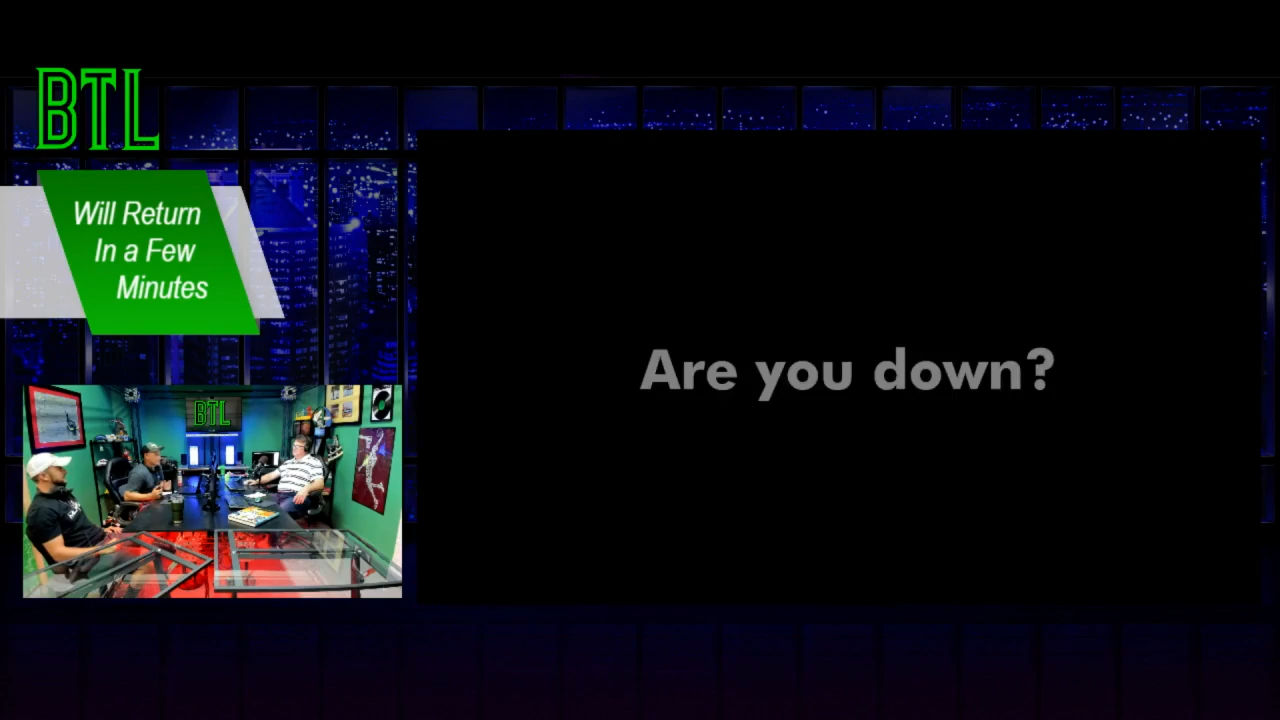 BTL
Will Return
In a Few
Minutes
BTL
Are you down?